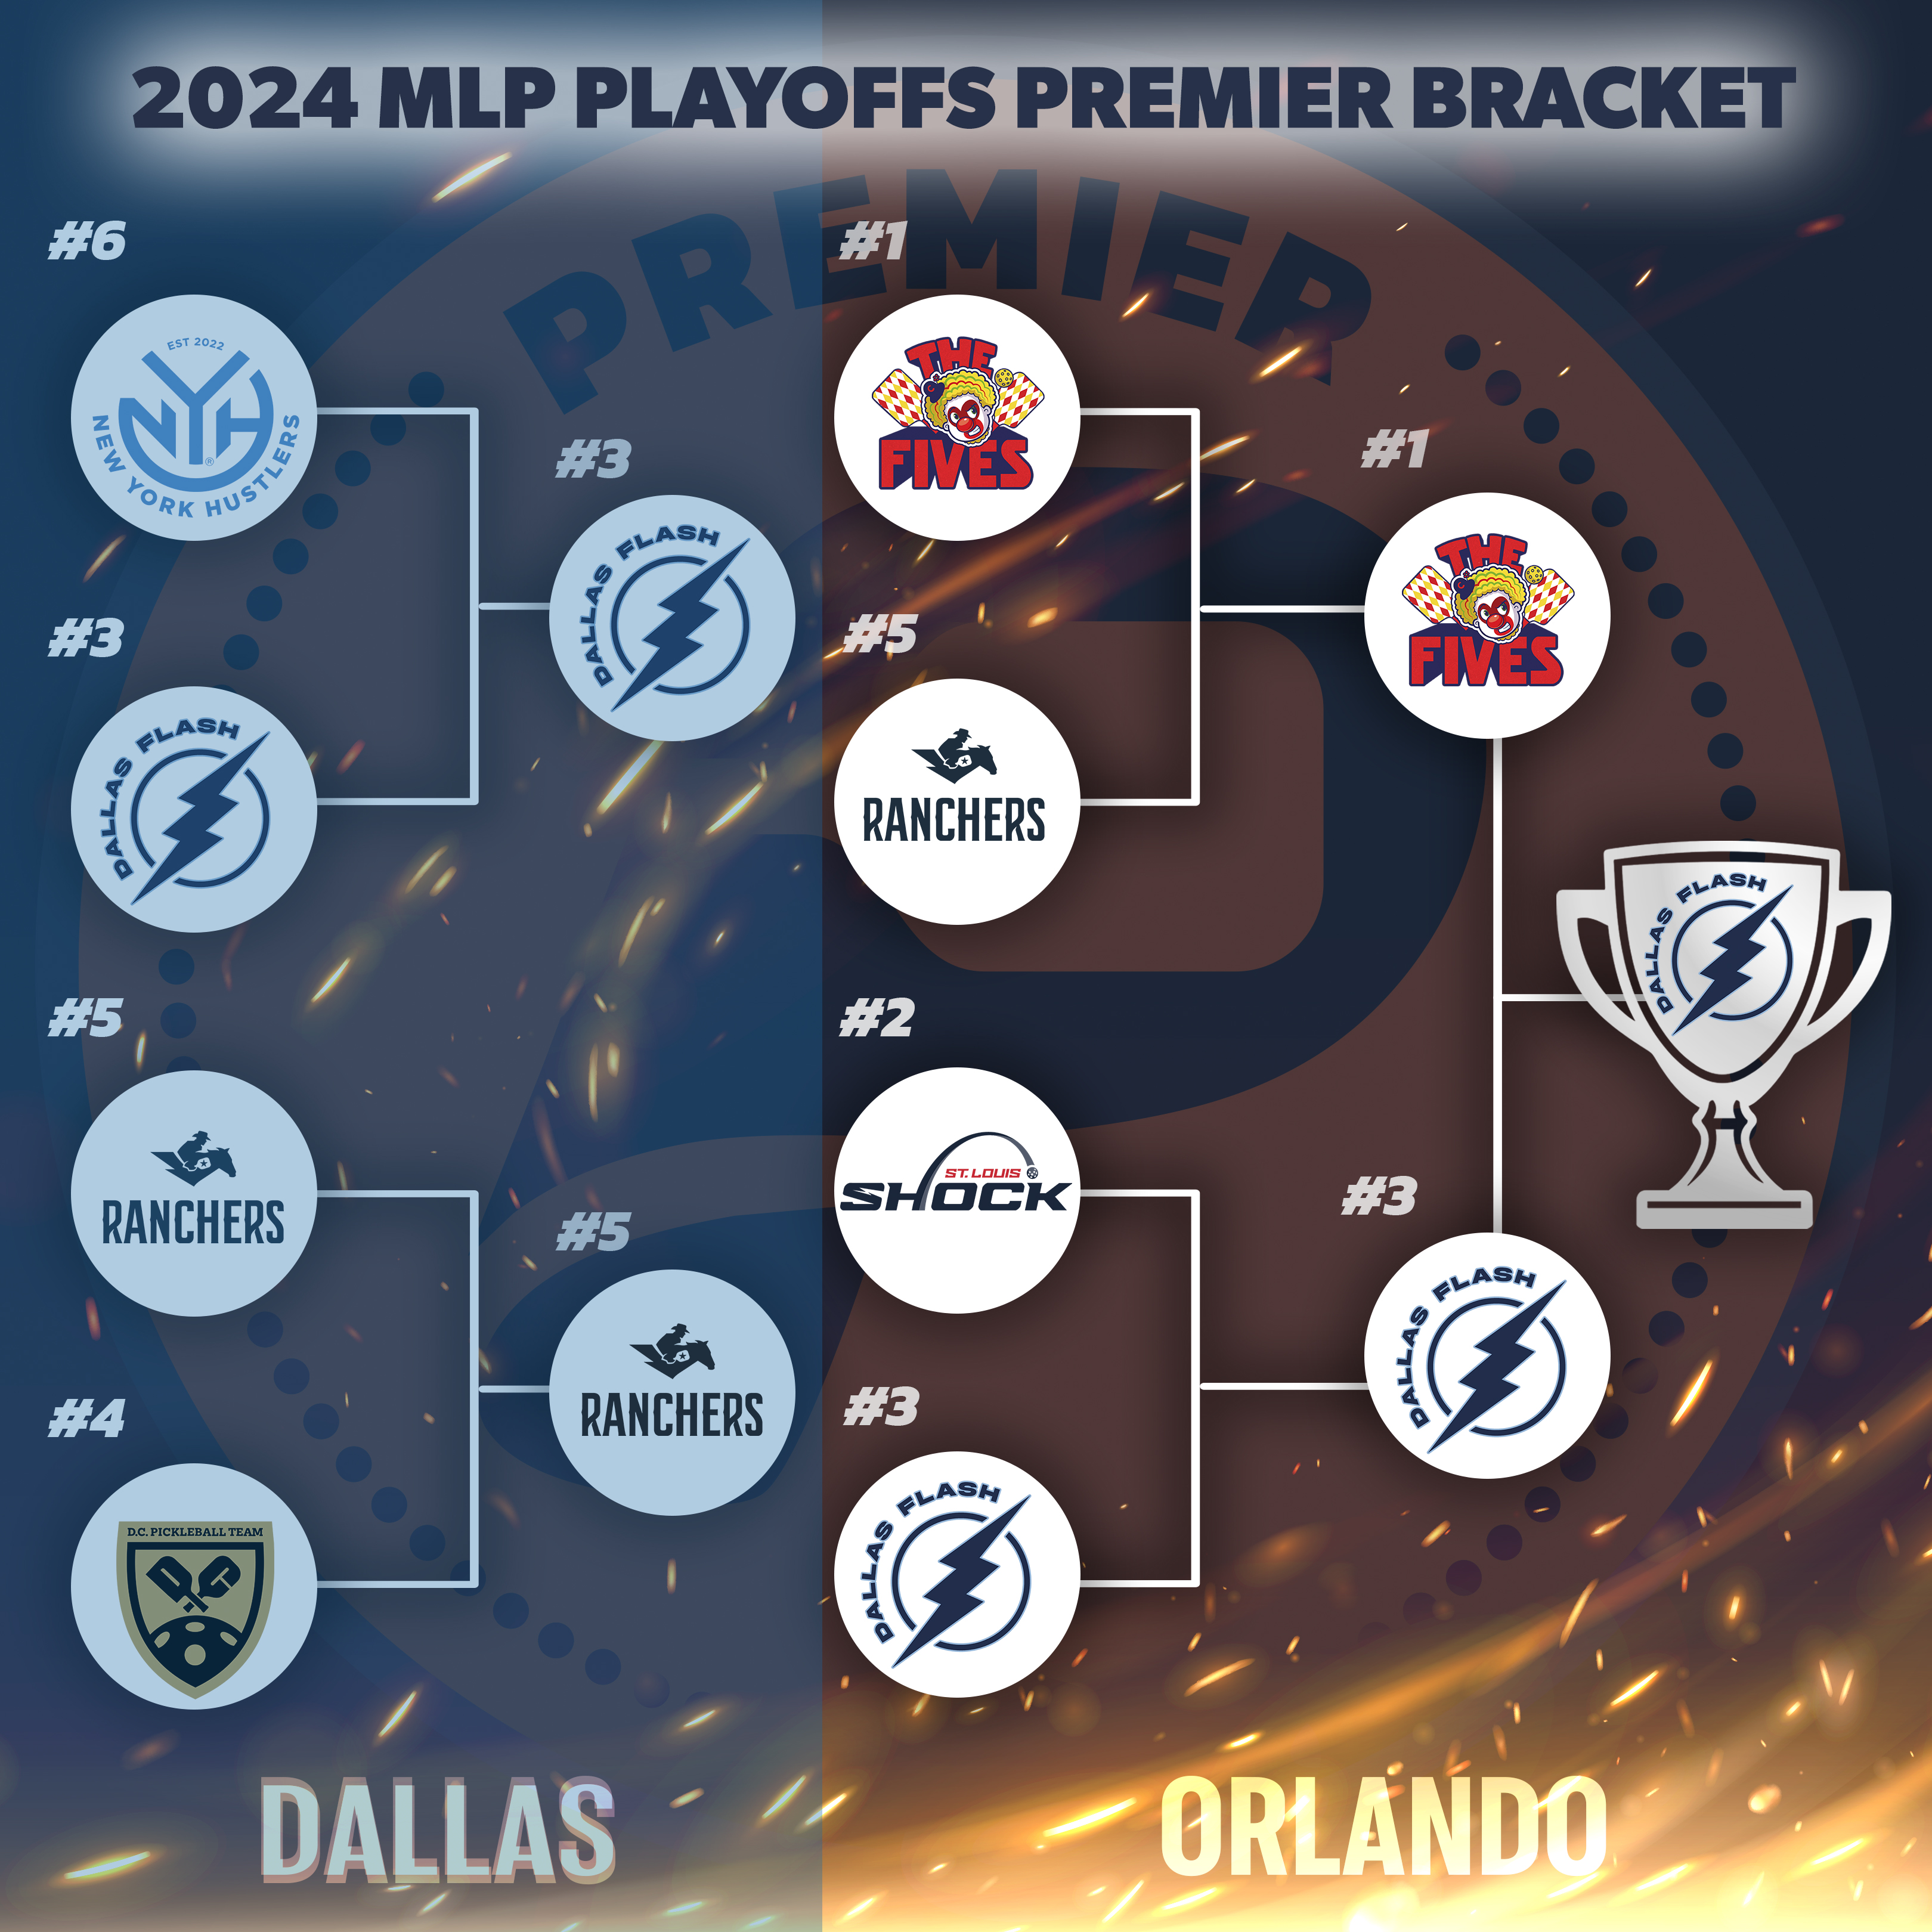 2024 MLP PLAYOFFS PREMIER BRACKET
PREMIER
#6
EST 2022
NYH
®
NEW YORK HUSTLERS
#3
DALLAS FLASH
#5
RANCHERS
#4
D.C. PICKLEBALL TEAM
DC
#3
DALLAS FLASH
#5
RANCHERS
DALLAS
#1
THE
FIVES
#5
RANCHERS
#2
ST. LOUIS
SHOCK
#3
DALLAS FLASH
#1
THE
FIVES
#3
DALLAS FLASH
DALLAS FLASH
ORLANDO